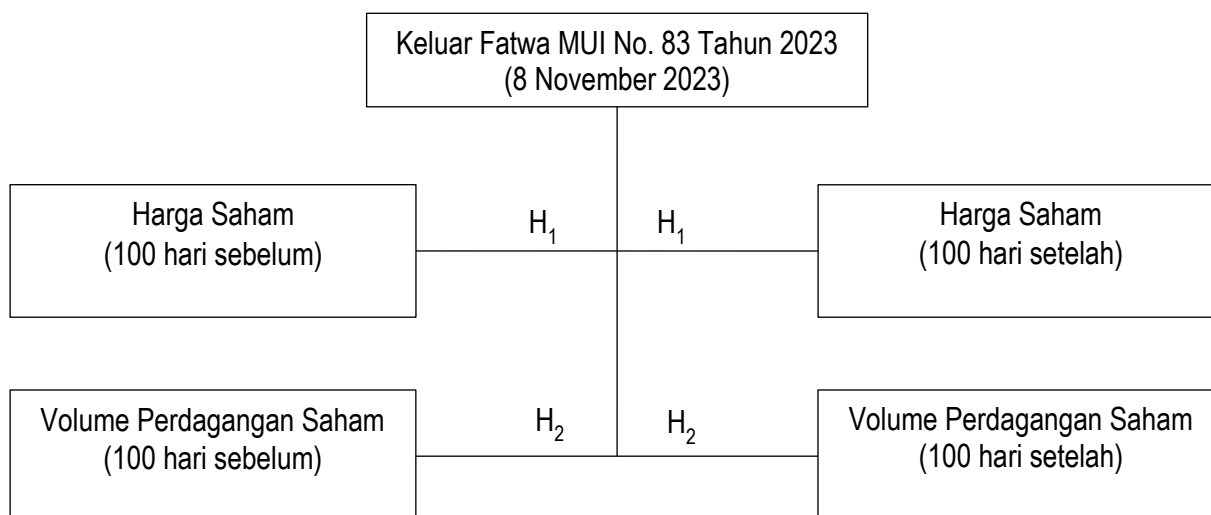 Keluar Fatwa MUI No. 83 Tahun 2023
(8 November 2023)
Harga Saham
(100 hari sebelum)
H₁
H₁
Harga Saham
(100 hari setelah)
Volume Perdagangan Saham
(100 hari sebelum)
H₂
H₂
Volume Perdagangan Saham
(100 hari setelah)